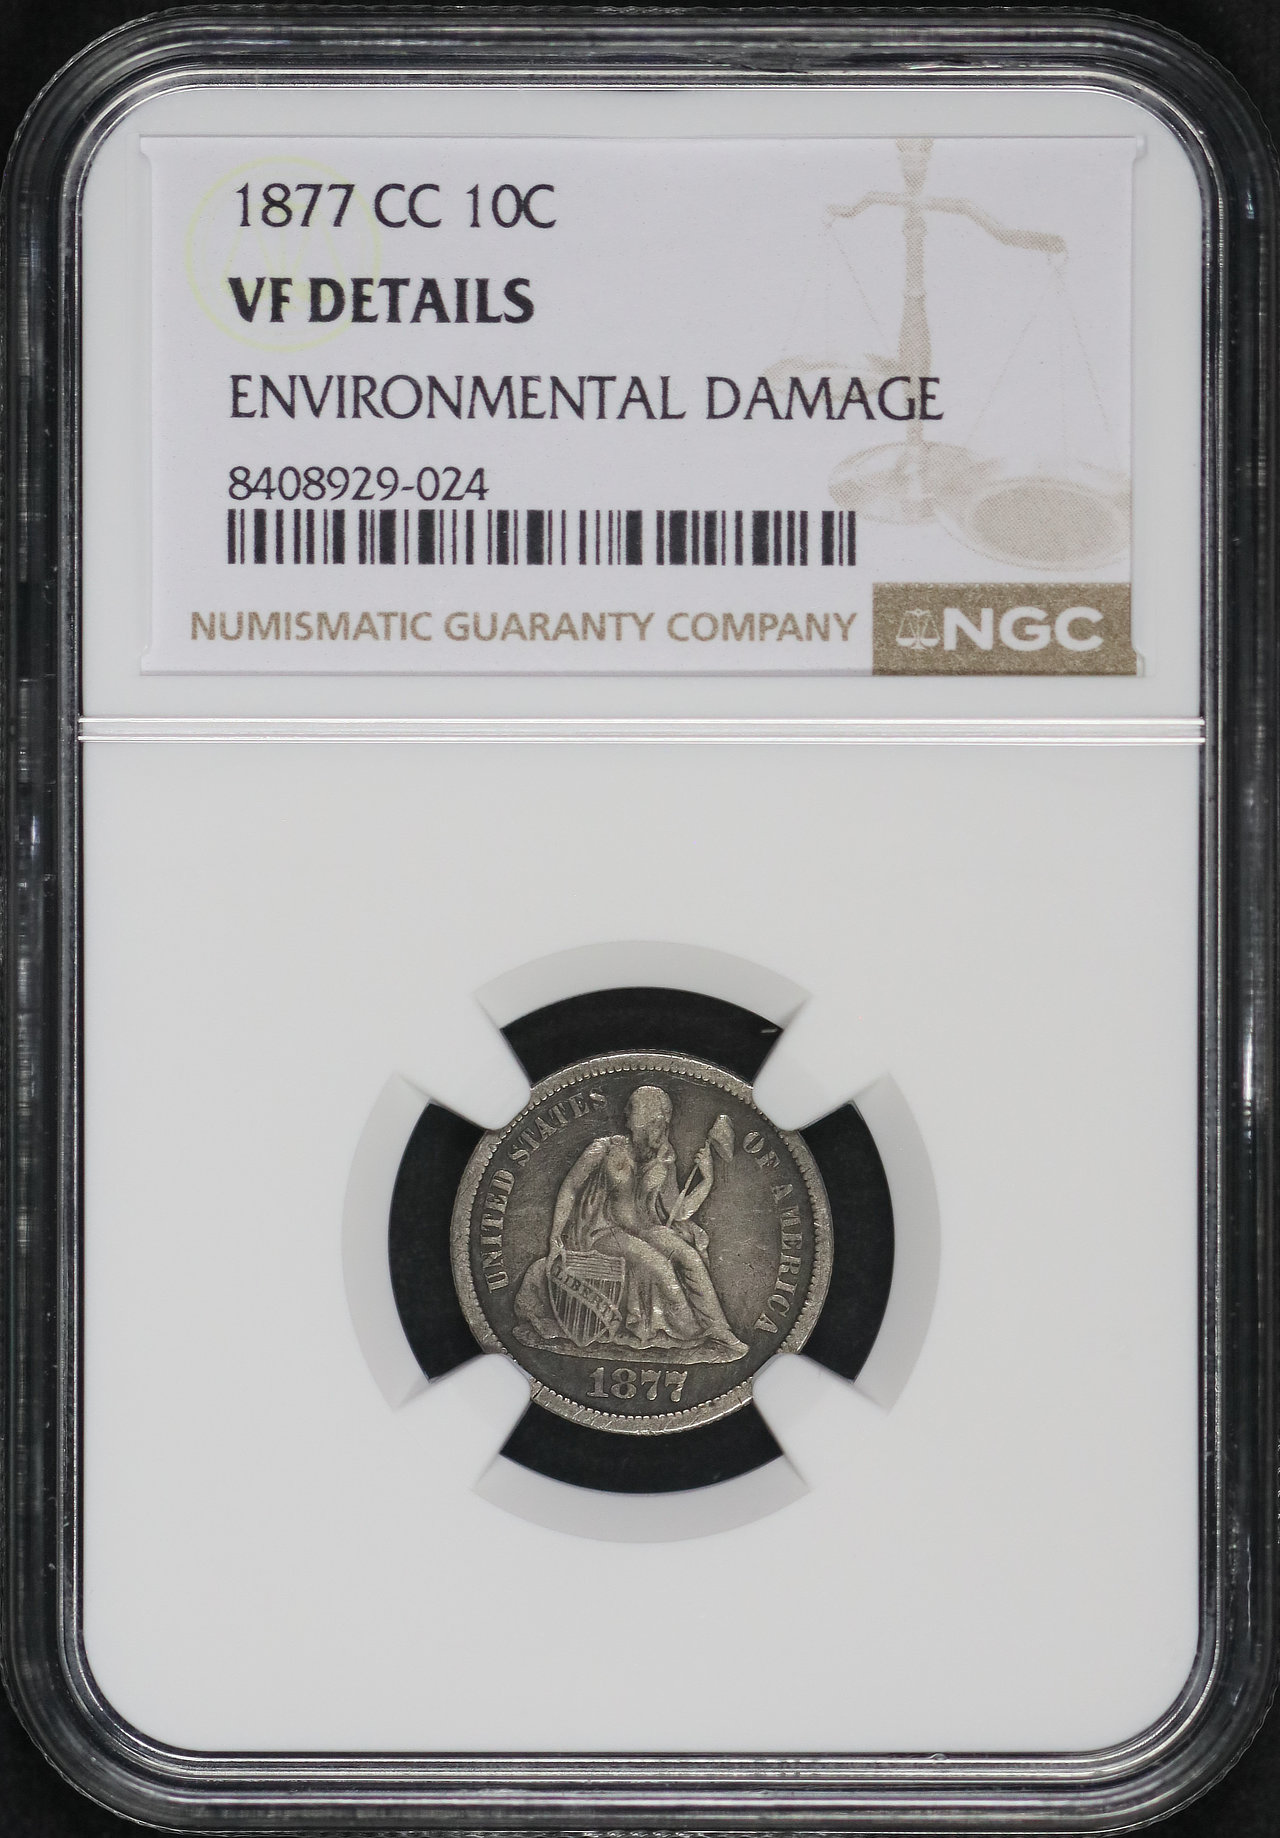 1877 CC 10C
VF DETAILS
ENVIRONMENTAL DAMAGE
8408929-024
NUMISMATIC GUARANTY COMPANY
NGC
UNITED STATES
OF AMERICA
LIBERTY
1877